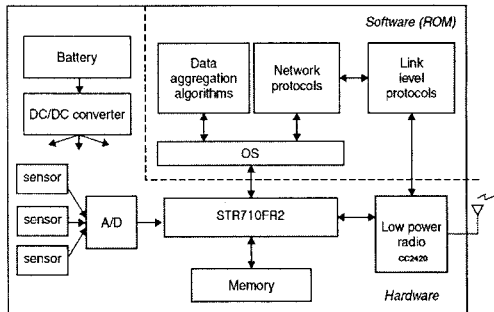 Software (ROM)
Battery
DC/DC converter
Data
aggregation
algorithms
Network
protocols
Link
level
protocols
OS
sensor
sensor
sensor
A/D
STR710FR2
Low power
radio
CC2420
Memory
Hardware